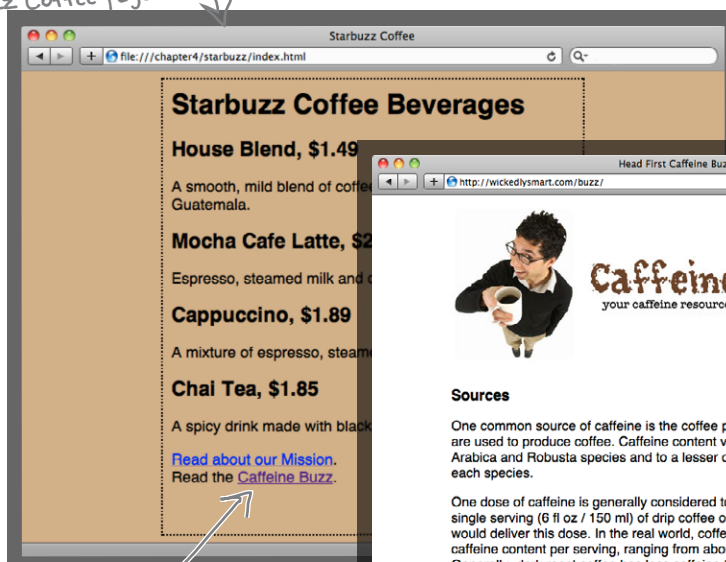 Coffee
Starbuzz Coffee
file:///chapter4/starbuzz/index.html
Starbuzz Coffee Beverages
House Blend, $1.49
A smooth, mild blend of coffee
Guatemala.
Mocha Cafe Latte, $2
Espresso, steamed milk and
Cappuccino, $1.89
A mixture of espresso, steam
Chai Tea, $1.85
A spicy drink made with black
Read about our Mission.
Read the Caffeine Buzz.
Head First Caffeine Buz
http://wickedlysmart.com/buzz/
Caffeine
your caffeine resource
Sources
One common source of caffeine is the coffee p
are used to produce coffee. Caffeine content v
Arabica and Robusta species and to a lesser
each species.
One dose of caffeine is generally considered to
single serving (6 fl oz / 150 ml) of drip coffee o
would deliver this dose. In the real world, coffe
caffeine content per serving, ranging from abo